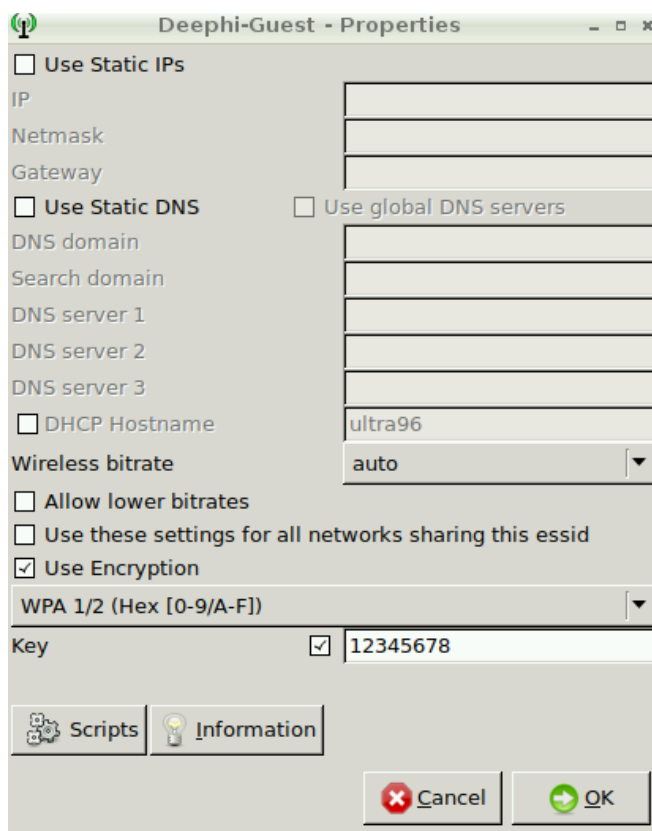 Deephi-Guest - Properties
Use Static IPs
IP
Netmask
Gateway
Use Static DNS Use global DNS servers
DNS domain
Search domain
DNS server 1
DNS server 2
DNS server 3
DHCP Hostname ultra96
Wireless bitrate auto
Allow lower bitrates
Use these settings for all networks sharing this essid
Use Encryption
WPA 1/2 (Hex [0-9/A-F])
Key 12345678
Scripts Information
Cancel OK